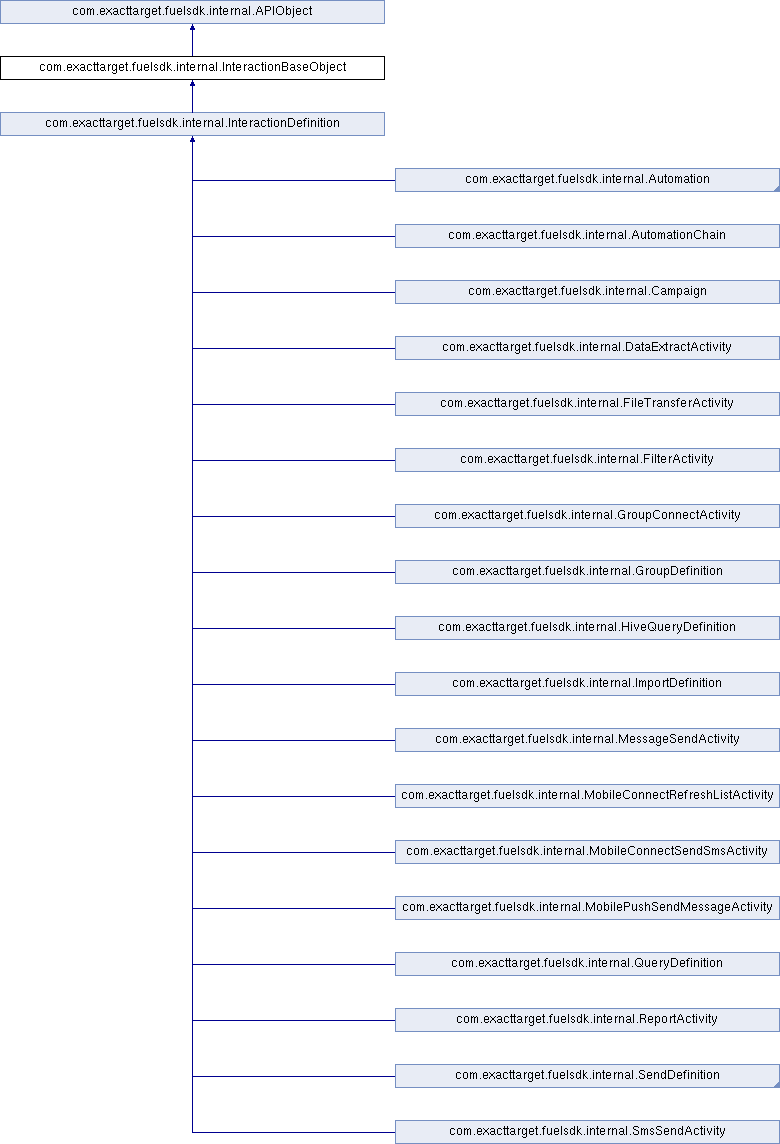 com.exacttarget.fuelsdk.internal.APIObject
com.exacttarget.fuelsdk.internal.InteractionBaseObject
com.exacttarget.fuelsdk.internal.InteractionDefinition
com.exacttarget.fuelsdk.internal.Automation
com.exacttarget.fuelsdk.internal.AutomationChain
com.exacttarget.fuelsdk.internal.Campaign
com.exacttarget.fuelsdk.internal.DataExtractActivity
com.exacttarget.fuelsdk.internal.FileTransferActivity
com.exacttarget.fuelsdk.internal.FilterActivity
com.exacttarget.fuelsdk.internal.GroupConnectActivity
com.exacttarget.fuelsdk.internal.GroupDefinition
com.exacttarget.fuelsdk.internal.HiveQueryDefinition
com.exacttarget.fuelsdk.internal.ImportDefinition
com.exacttarget.fuelsdk.internal.MessageSendActivity
com.exacttarget.fuelsdk.internal.MobileConnectRefreshListActivity
com.exacttarget.fuelsdk.internal.MobileConnectSendSmsActivity
com.exacttarget.fuelsdk.internal.MobilePushSendMessageActivity
com.exacttarget.fuelsdk.internal.QueryDefinition
com.exacttarget.fuelsdk.internal.ReportActivity
com.exacttarget.fuelsdk.internal.SendDefinition
com.exacttarget.fuelsdk.internal.SmsSendActivity